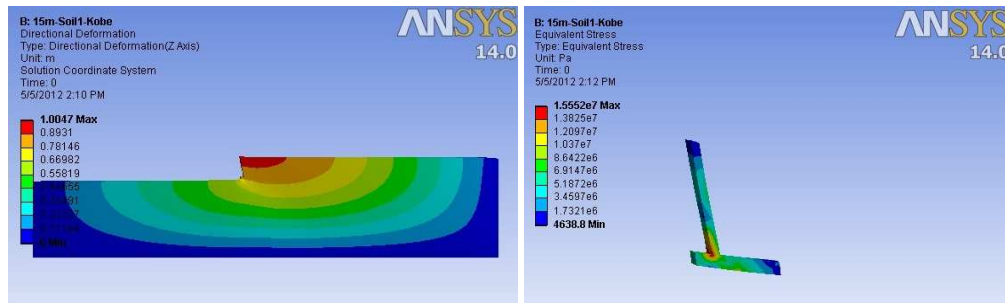 B: 15m-Soil1-Kobe
Directional Deformation
Type: Directional Deformation(Z Axis)
Unit: m
Solution Coordinate System
Time: 0
5/5/2012 2:10 PM
ANSYS
14.0
1.0047 Max
0.8931
0.78146
0.66982
0.55819
B: 15m-Soil1-Kobe
Equivalent Stress
Type: Equivalent Stress
Unit: Pa
Time: 0
5/5/2012 2:12 PM
ANSYS
14.0
1.5552e7 Max
1.3825e7
1.2097e7
1.037e7
8.6422e6
6.9147e6
5.1872e6
3.4597e6
1.7321e6
4638.8 Min